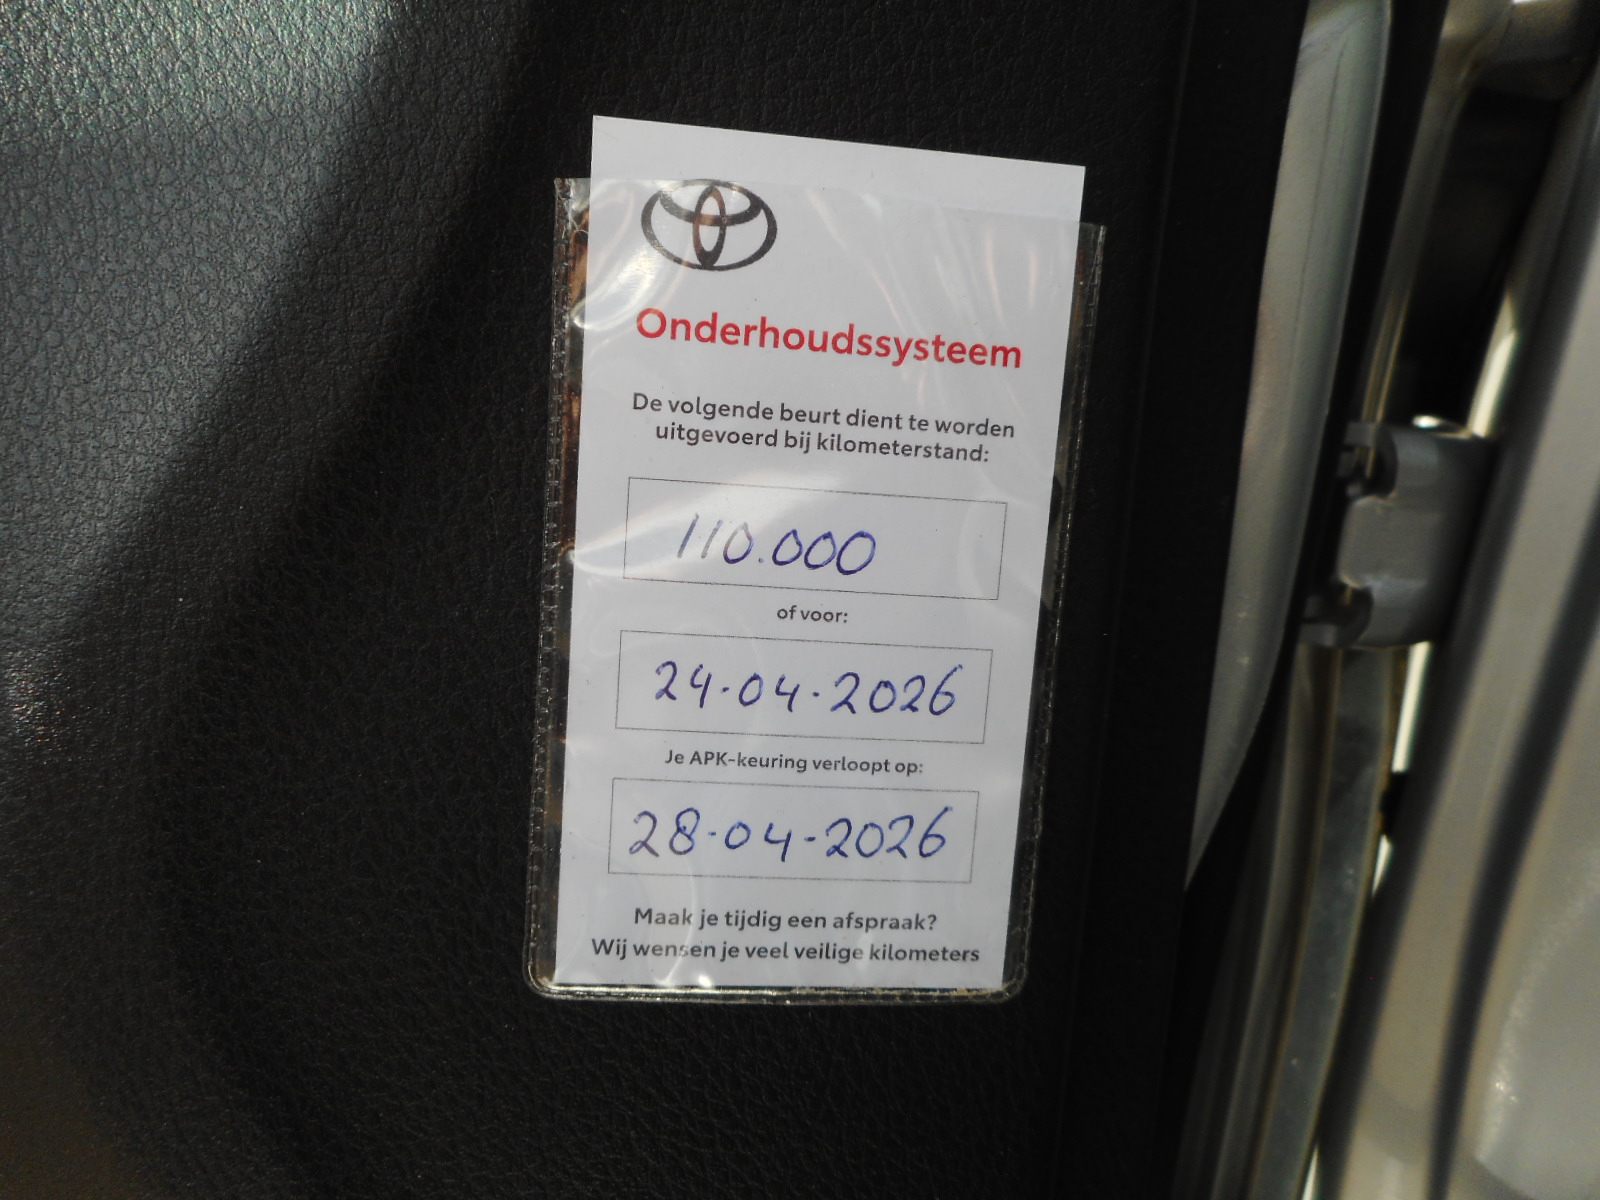 Onderhoudssysteem
De volgende beurt dient te worden
uitgevoerd bij kilometerstand:
110.000
of voor:
24-04-2026
Je APK-keuring verloopt op:
28-04-2026
Maak je tijdig een afspraak?
Wij wensen je veel veilige kilometers